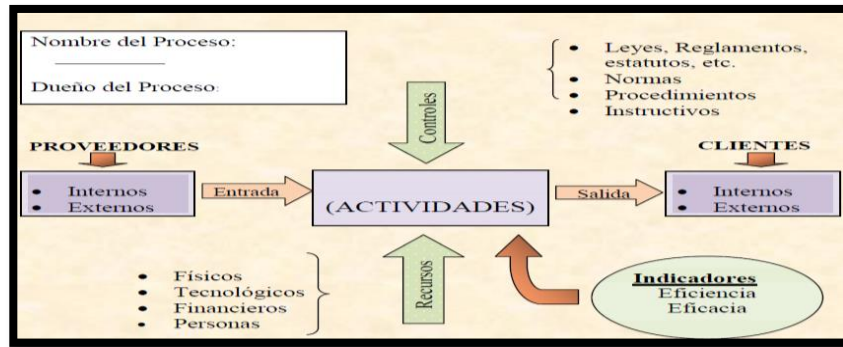 Nombre del Proceso:
Dueño del Proceso:
• Leyes, Reglamentos,
estatutos, etc.
• Normas
• Procedimientos
• Instructivos
Controles
PROVEEDORES
• Internos
• Externos
Entrada
(ACTIVIDADES)
Salida
CLIENTES
• Internos
• Externos
• Físicos
• Tecnológicos
• Financieros
• Personas
Recursos
Indicadores
Eficiencia
Eficacia